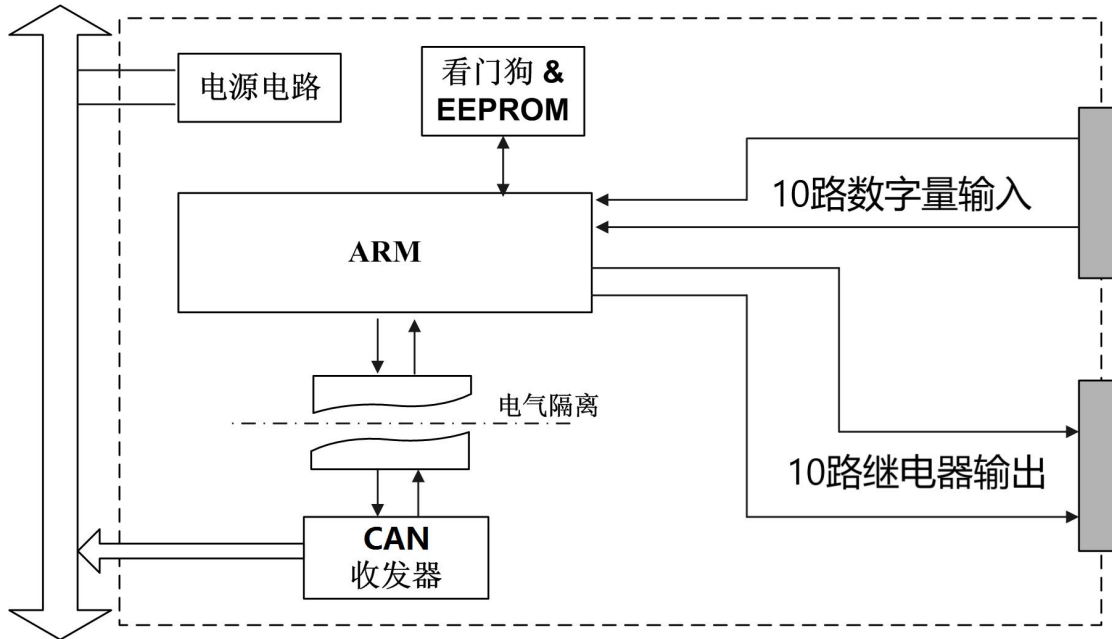 电源电路
看门狗 &
EEPROM
10路数字量输入
ARM
电气隔离
10路继电器输出
CAN
收发器